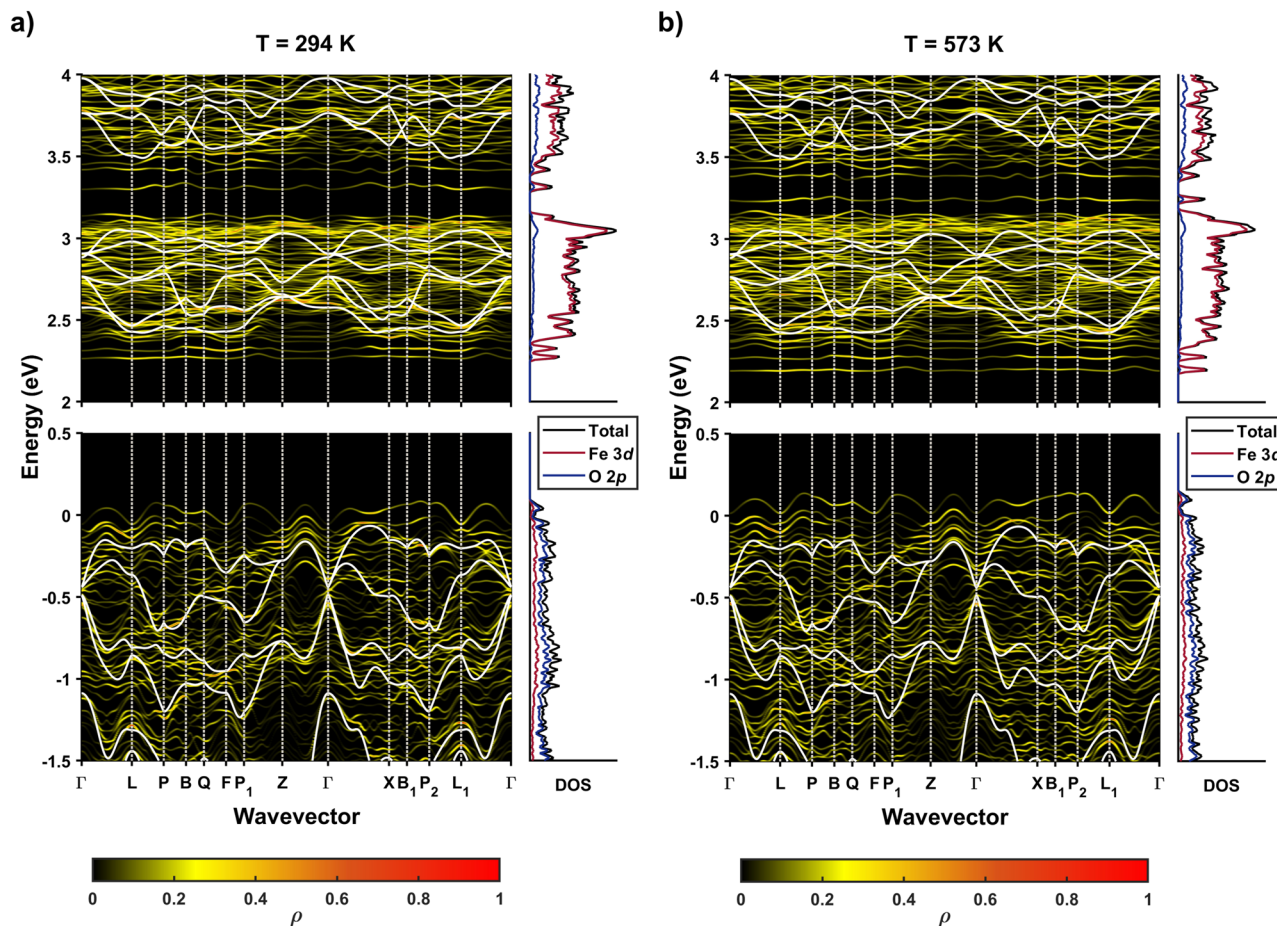 a)
T = 294 K
4
3.5
3
2.5
2
0.5
0
-0.5
-1
-1.5
Energy (eV)
Γ L P B Q F P₁ Z Γ X B₁ P₂ L₁ Γ
Wavevector
DOS
Total
Fe 3d
O 2p
0 0.2 0.4 0.6 0.8 1
ρ
b)
T = 573 K
4
3.5
3
2.5
2
0.5
0
-0.5
-1
-1.5
Energy (eV)
Γ L P B Q F P₁ Z Γ X B₁ P₂ L₁ Γ
Wavevector
DOS
Total
Fe 3d
O 2p
0 0.2 0.4 0.6 0.8 1
ρ